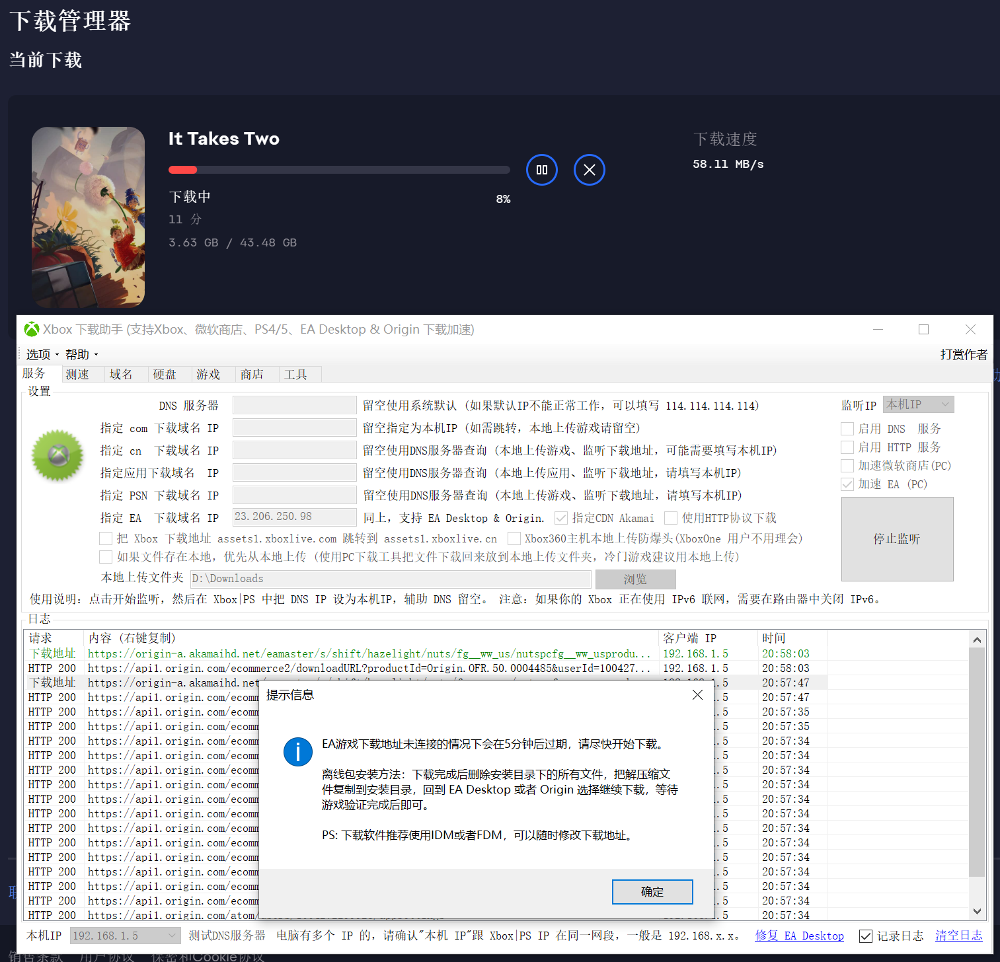 下载管理器
当前下载
It Takes Two
下载速度
58.11 MB/s
下载中
8%
11 分
3.63 GB / 43.48 GB
Xbox 下载助手 (支持Xbox、微软商店、PS4/5、EA Desktop & Origin 下载加速)
选项 帮助 打赏作者
服务 测速 域名 硬盘 游戏 商店 工具
设置
DNS 服务器 留空使用系统默认 (如果默认IP不能正常工作，可以填写 114.114.114.114) 监听IP 本机IP
指定 com 下载域名 IP 留空指定为本机IP (如需跳转，本地上传游戏请留空) 启用 DNS 服务
指定 cn 下载域名 IP 留空使用DNS服务器查询 (本地上传游戏、监听下载地址，可能需要填写本机IP) 启用 HTTP 服务
指定应用下载域名 IP 留空使用DNS服务器查询 (本地上传应用、监听下载地址，请填写本机IP) 加速微软商店(PC)
指定 PSN 下载域名 IP 留空使用DNS服务器查询 (本地上传游戏、监听下载地址，请填写本机IP) 加速 EA (PC)
指定 EA 下载域名 IP 23.206.250.98 同上，支持 EA Desktop & Origin. 指定CDN Akamai 使用HTTP协议下载
把 Xbox 下载地址 assets1.xboxlive.com 跳转到 assets1.xboxlive.cn Xbox360主机本地上传防爆头(XboxOne 用户不用理会)
停止监听
如果文件存在本地，优先从本地上传 (使用PC下载工具把文件下载回来放到本地上传文件夹，冷门游戏建议用本地上传)
本地上传文件夹 D:\Downloads 浏览
使用说明：点击开始监听，然后在 Xbox|PS 中把 DNS IP 设为本机IP，辅助 DNS 留空。 注意：如果你的 Xbox 正在使用 IPv6 联网，需要在路由器中关闭 IPv6。
日志
请求 内容 (右键复制) 客户端 IP 时间
下载地址 https://origin-a.akamaihd.net/eamaster/s/shift/hazelight/nuts/fg__ww_us/nutspcfg__ww_usprodu... 192.168.1.5 20:58:03
HTTP 200 https://api1.origin.com/ecommerce2/downloadURL?productId=Origin.OFR.50.0004485&userId=100427... 192.168.1.5 20:58:03
下载地址 https://origin-a.akamaihd.net 20:57:47
HTTP 200 https://api1.origin.com/ecomm .5 20:57:47
HTTP 200 https://api1.origin.com/ecomm .5 20:57:35
HTTP 200 https://api1.origin.com/ecomm .5 20:57:35
HTTP 200 https://api1.origin.com/ecomm .5 20:57:34
HTTP 200 https://api1.origin.com/ecomm .5 20:57:34
HTTP 200 https://api1.origin.com/ecomm .5 20:57:34
HTTP 200 https://api1.origin.com/ecomm .5 20:57:34
HTTP 200 https://api1.origin.com/ecomm .5 20:57:34
HTTP 200 https://api1.origin.com/ecomm .5 20:57:34
HTTP 200 https://api1.origin.com/ecomm .5 20:57:34
HTTP 200 https://api1.origin.com/ecomm .5 20:57:34
HTTP 200 https://api1.origin.com/ecomm .5 20:57:34
HTTP 200 https://api1.origin.com/ecomm .5 20:57:34
HTTP 200 https://api1.origin.com/ecomm .5 20:57:34
HTTP 200 https://api1.origin.com/ecomm .5 20:57:34
HTTP 200 https://api1.origin.com/atom/ 20:57:34
提示信息
EA游戏下载地址未连接的情况下会在5分钟后过期，请尽快开始下载。
离线包安装方法：下载完成后删除安装目录下的所有文件，把解压缩文
件复制到安装目录，回到 EA Desktop 或者 Origin 选择继续下载，等待
游戏验证完成后即可。
PS: 下载软件推荐使用IDM或者FDM，可以随时修改下载地址。
确定
本机IP 192.168.1.5 测试DNS服务器 电脑有多个 IP 的，请确认"本机 IP"跟 Xbox|PS IP 在同一网段，一般是 192.168.x.x。 修复 EA Desktop 记录日志 清空日志
销售条款 用户协议 保密和Cookie协议